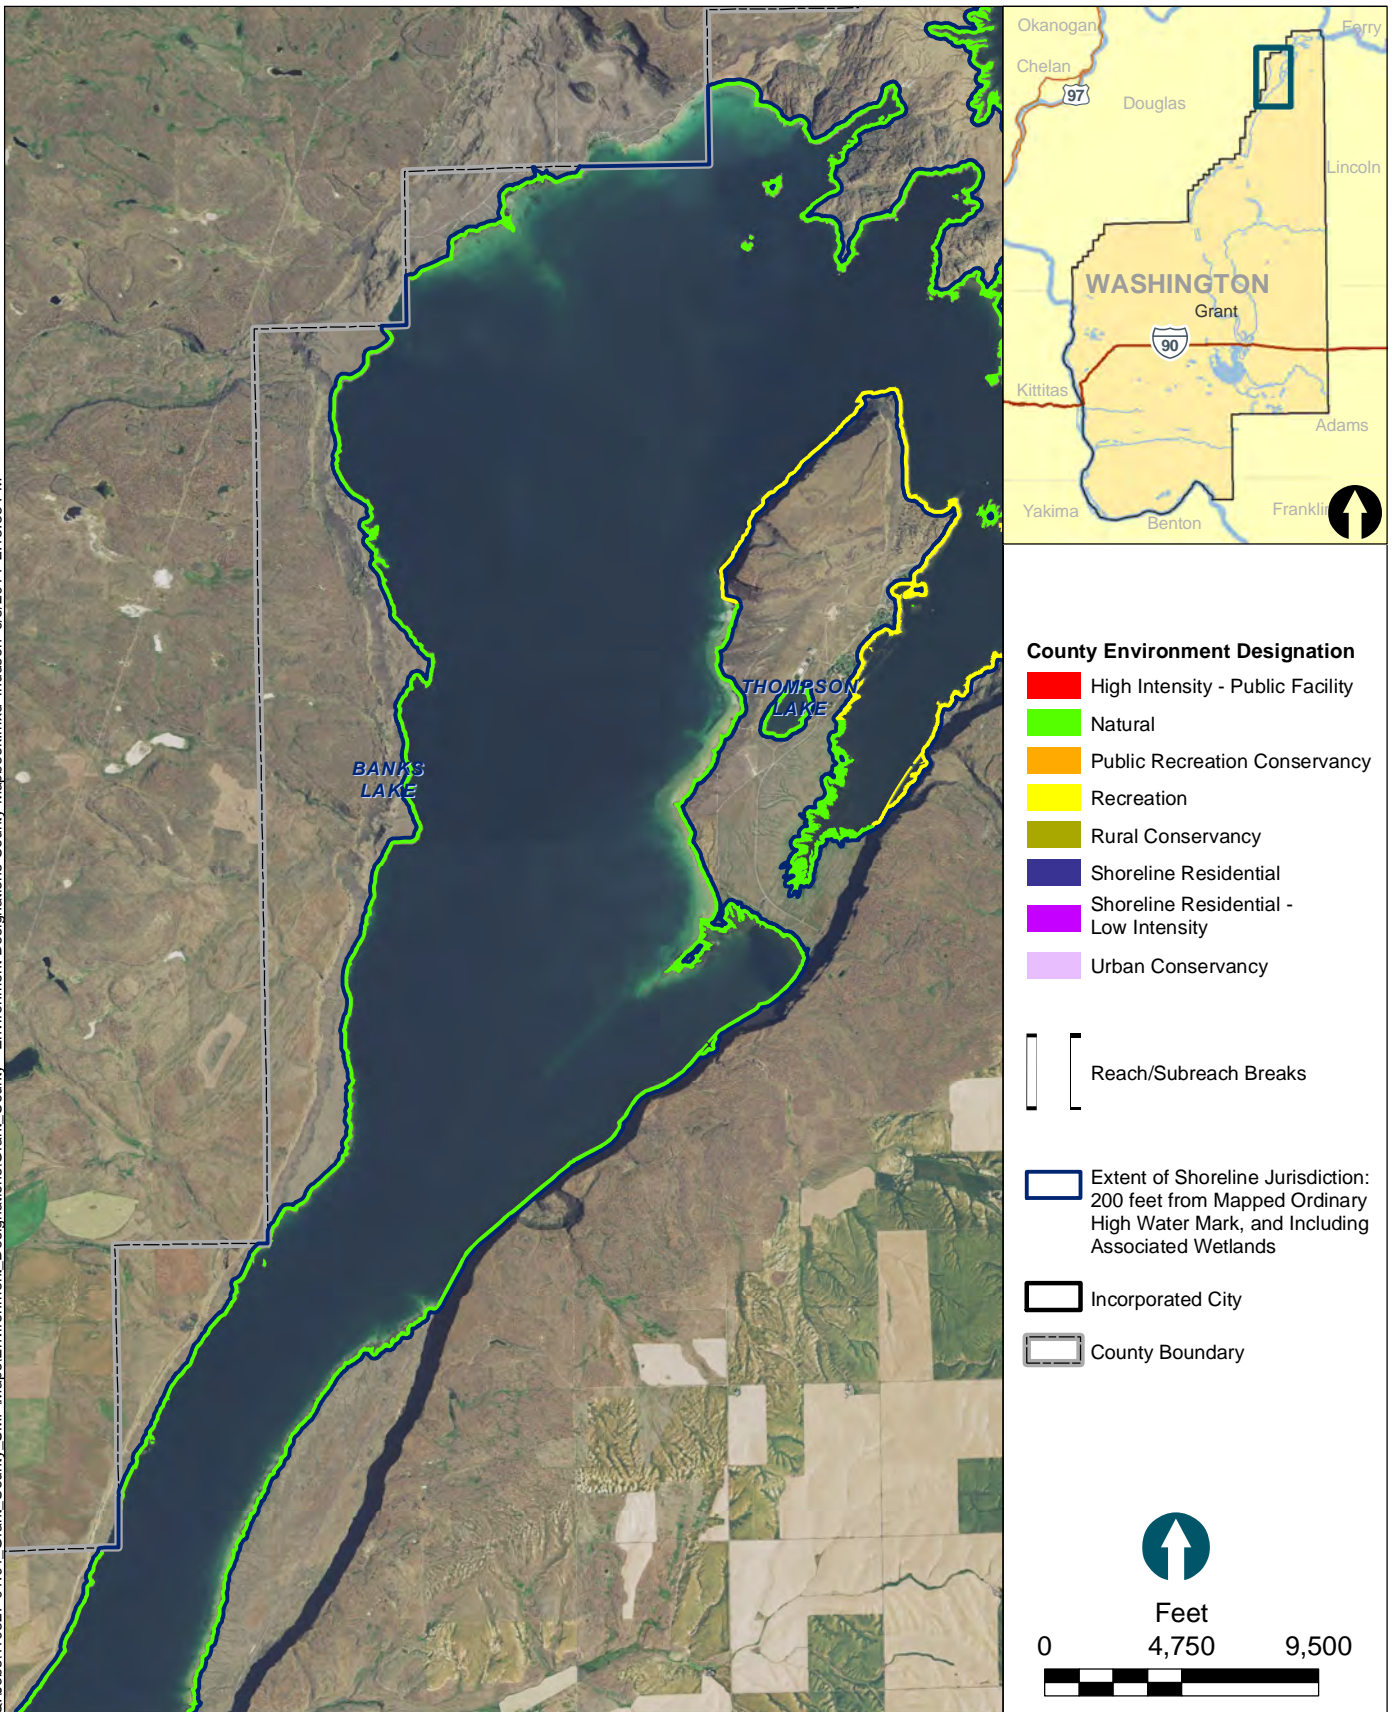 BANKS
LAKE
THOMPSON
LAKE
Okanogan
Ferry
Chelan
97
Douglas
Lincoln
WASHINGTON
Grant
90
Kittitas
Adams
Yakima
Benton
County Environment Designation
High Intensity - Public Facility
Natural
Public Recreation Conservancy
Recreation
Rural Conservancy
Shoreline Residential
Shoreline Residential -
Low Intensity
Urban Conservancy
Reach/Subreach Breaks
Extent of Shoreline Jurisdiction:
200 feet from Mapped Ordinary
High Water Mark, and Including
Associated Wetlands
Incorporated City
County Boundary
Feet
0 4,750 9,500